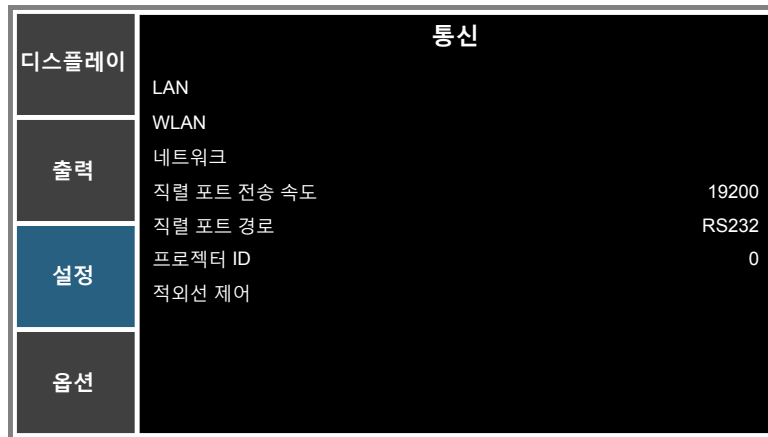 디스플레이
출력
설정
옵션
통신
LAN
WLAN
네트워크
직렬 포트 전송 속도 19200
직렬 포트 경로 RS232
프로젝터 ID 0
적외선 제어